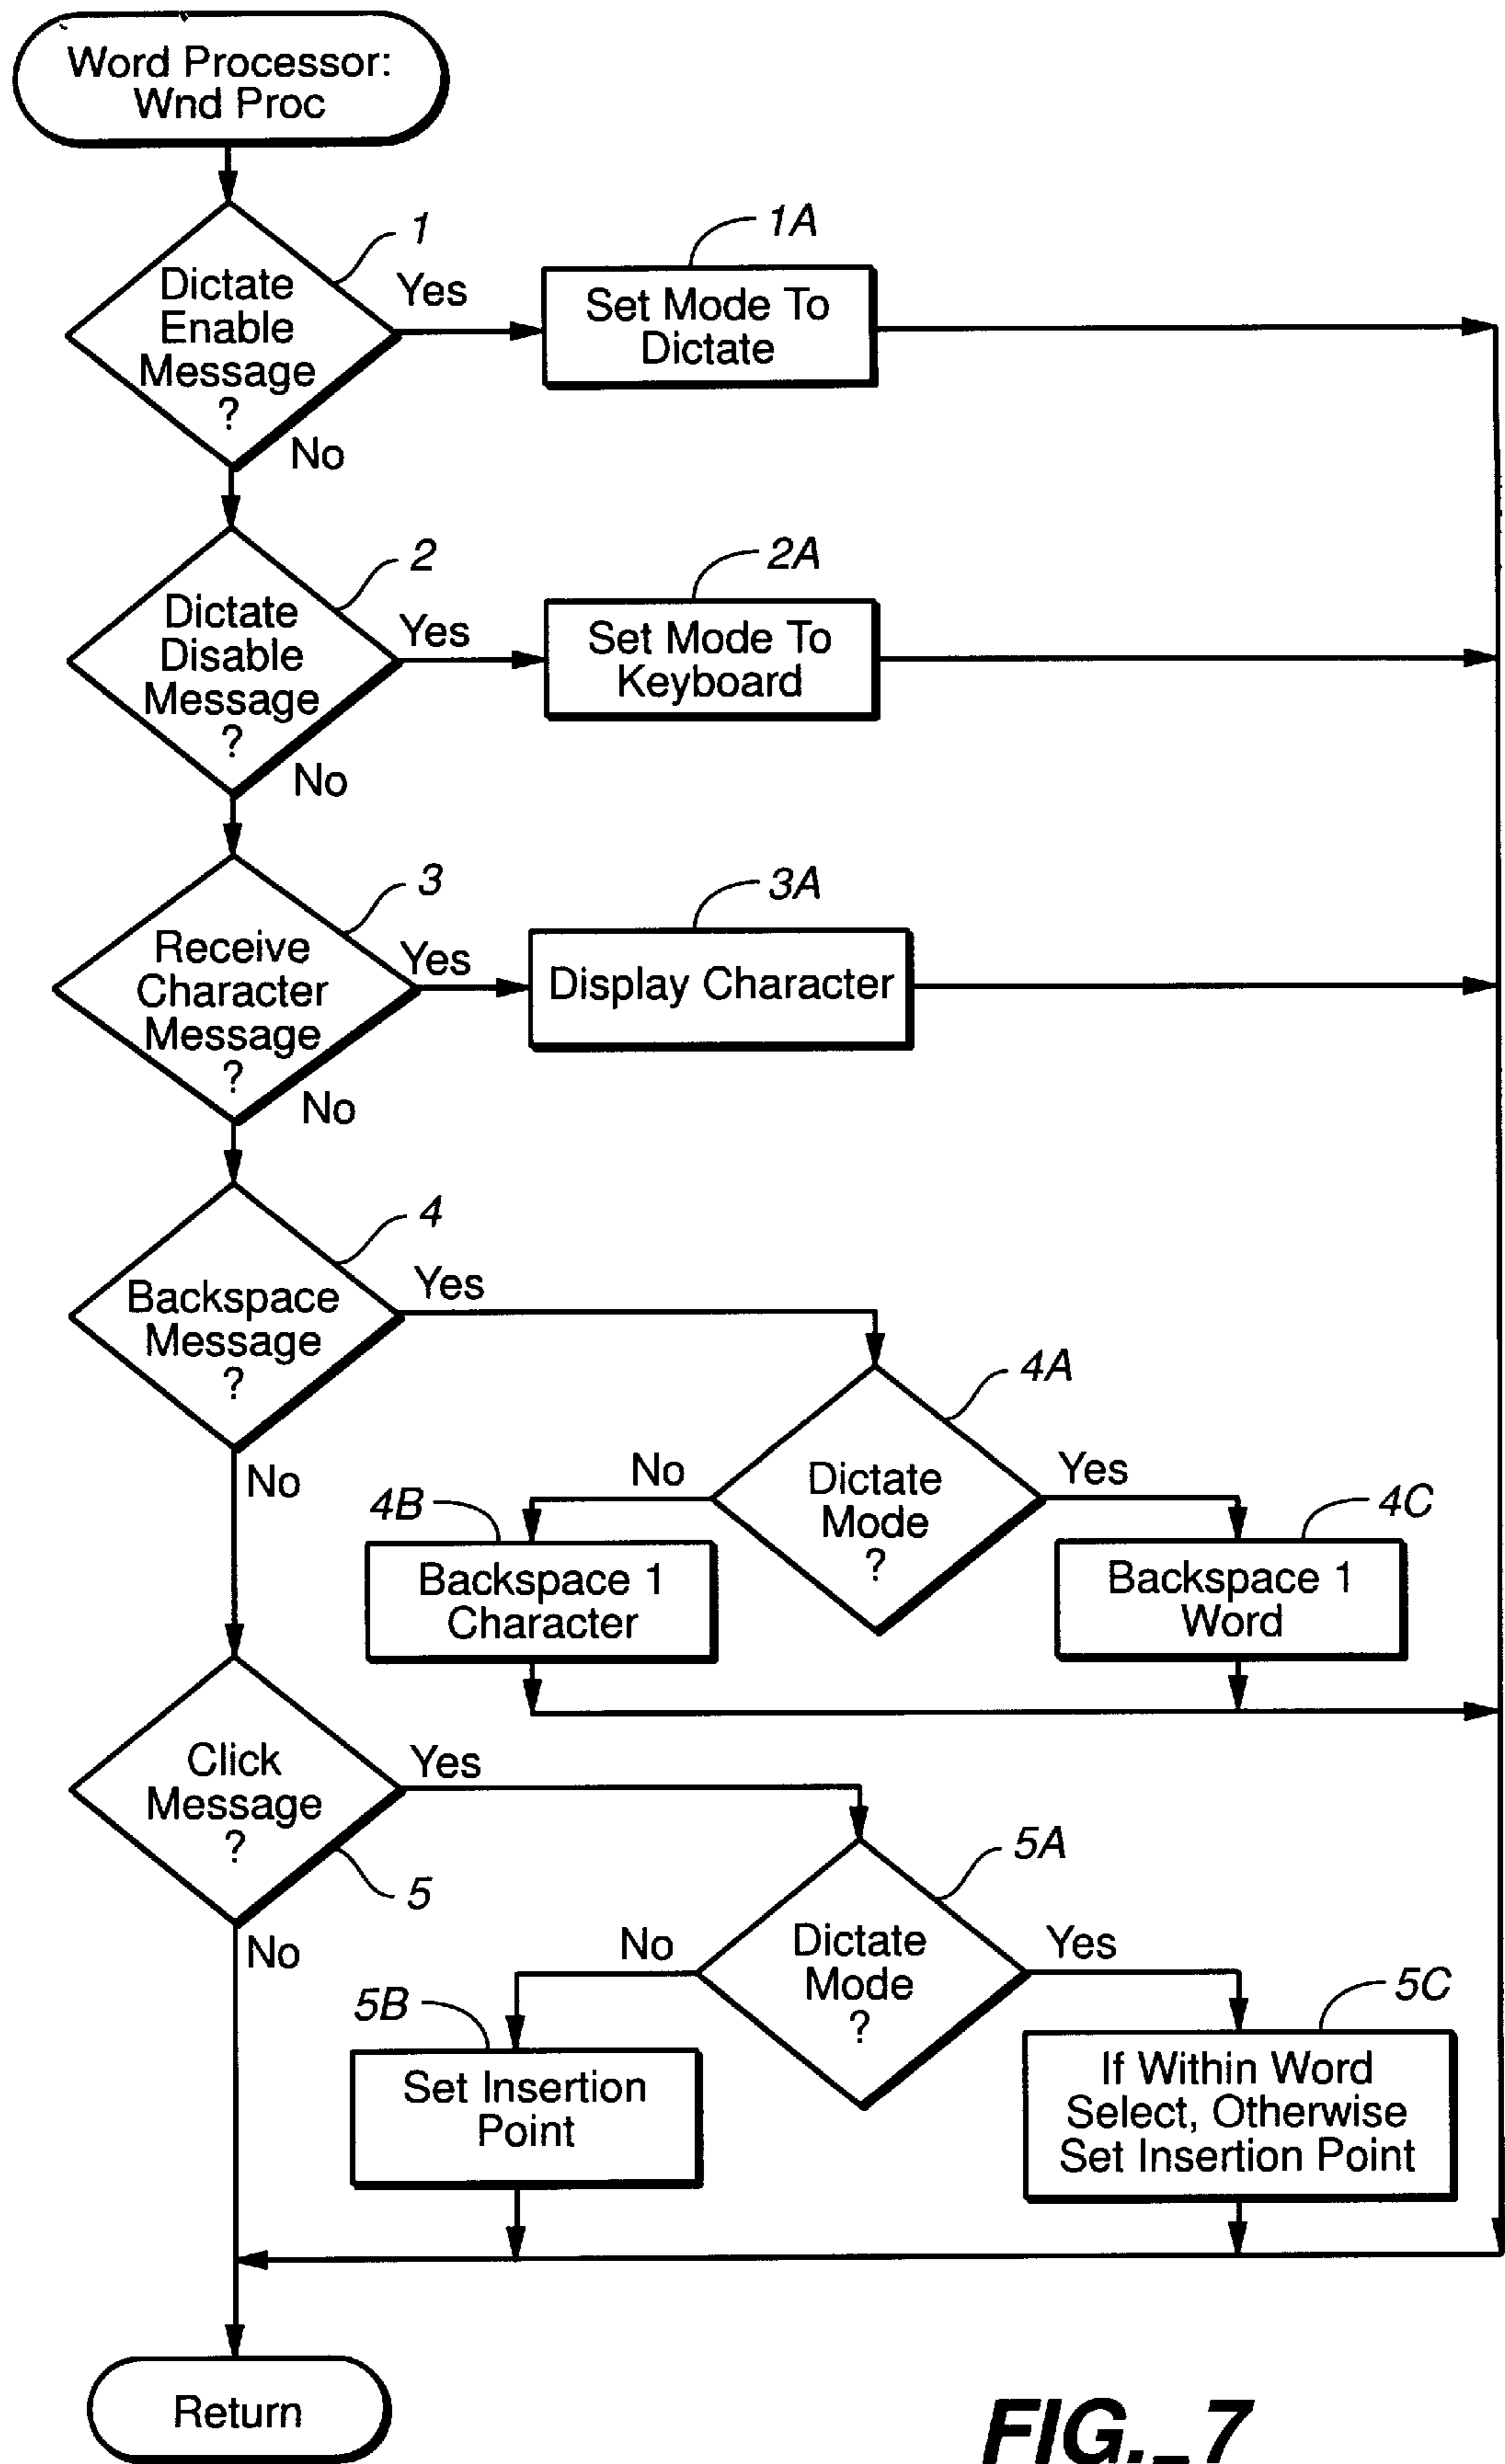 Word Processor:
Wnd Proc
1
1A
Dictate
Enable
Message
?
Yes
Set Mode To
Dictate
No
2
2A
Dictate
Disable
Message
?
Yes
Set Mode To
Keyboard
No
3
3A
Receive
Character
Message
?
Yes
Display Character
No
4
Backspace
Message
?
Yes
4A
No
No
Dictate
Mode
?
Yes
4B
4C
Backspace 1
Character
Backspace 1
Word
Click
Message
?
Yes
5
5A
No
No
Dictate
Mode
?
Yes
5B
5C
Set Insertion
Point
If Within Word
Select, Otherwise
Set Insertion Point
Return
FIG._7